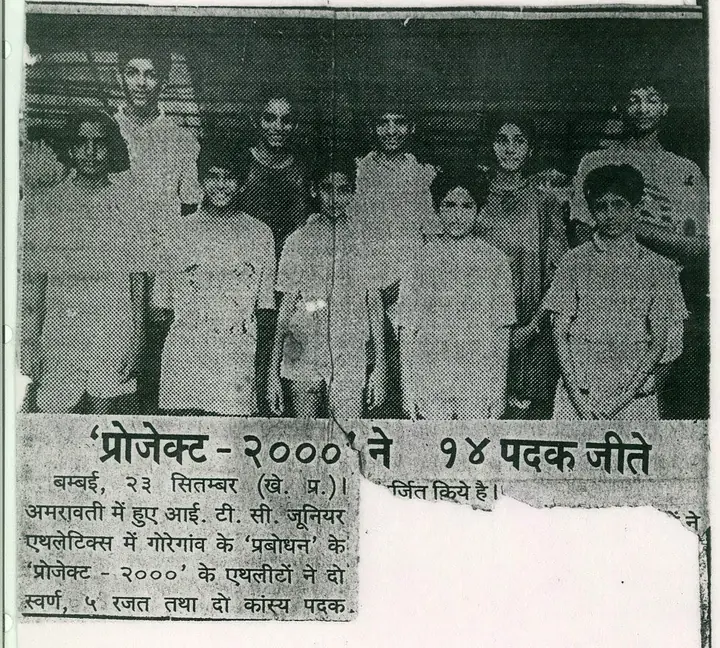 ‘प्रोजेक्ट - २०००’ ने १४ पदक जीते
बम्बई, २३ सितम्बर (खे. प्र.)।
अमरावती में हुए आई. टी. सी. जूनियर
एथलेटिक्स में गोरेगांव के ‘प्रबोधन’ के
‘प्रोजेक्ट - २०००’ के एथलीटों ने दो
स्वर्ण, ५ रजत तथा दो कांस्य पदक
र्जित किये है।
ने